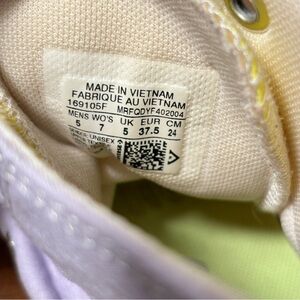 MADE IN VIETNAM
FABRIQUE AU VIETNAM
169105F MRFQDYF402004
MENS WO'S UK EUR CM
5 7 5 37.5 24
UNISEX